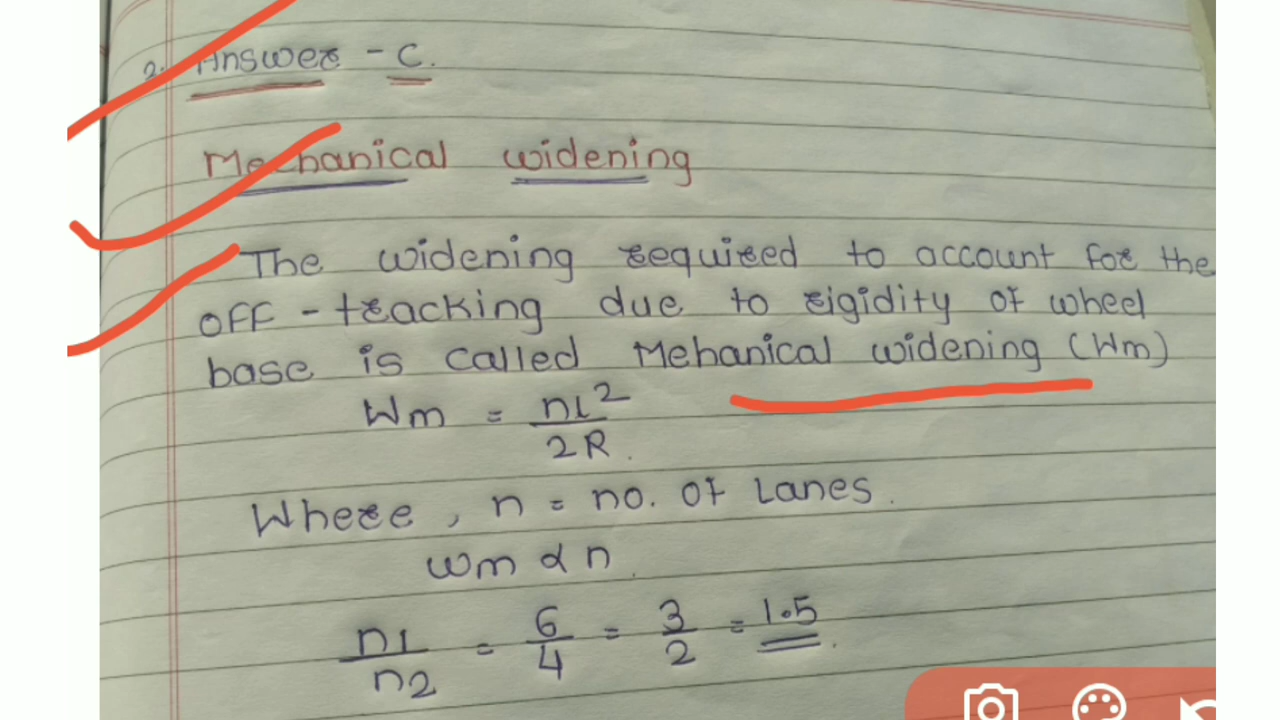 2. Answer - C.
Mechanical widening
The widening required to account for the
off - tracking due to rigidity of wheel
base is called Mehanical widening (Wm)
Wm = nl²/2R.
Where, n = no. of Lanes.
Wm ∝ n.
n1/n2 = 6/4 = 3/2 = 1.5.